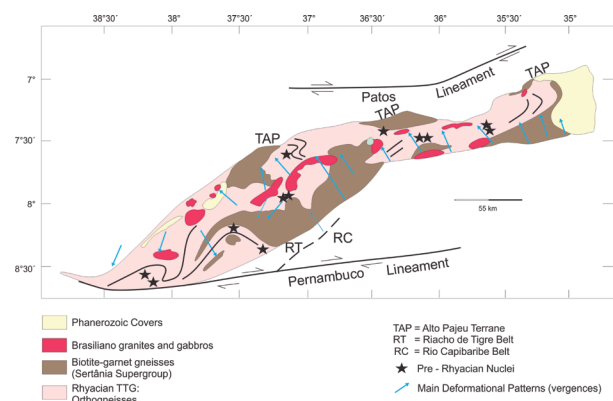 38°30´ 38° 37°30´ 37° 36°30´ 36° 35°30´ 35°
7°
7°30´
8°
8°30´
Patos Lineament
TAP
TAP
TAP
55 km
RT
RC
Pernambuco Lineament
Phanerozoic Covers
Brasiliano granites and gabbros
Biotite-garnet gneisses
(Sertânia Supergroup)
Rhyacian TTG:
Orthogneisses
TAP = Alto Pajeu Terrane
RT = Riacho de Tigre Belt
RC = Rio Capibaribe Belt
Pre - Rhyacian Nuclei
Main Deformational Patterns (vergences)